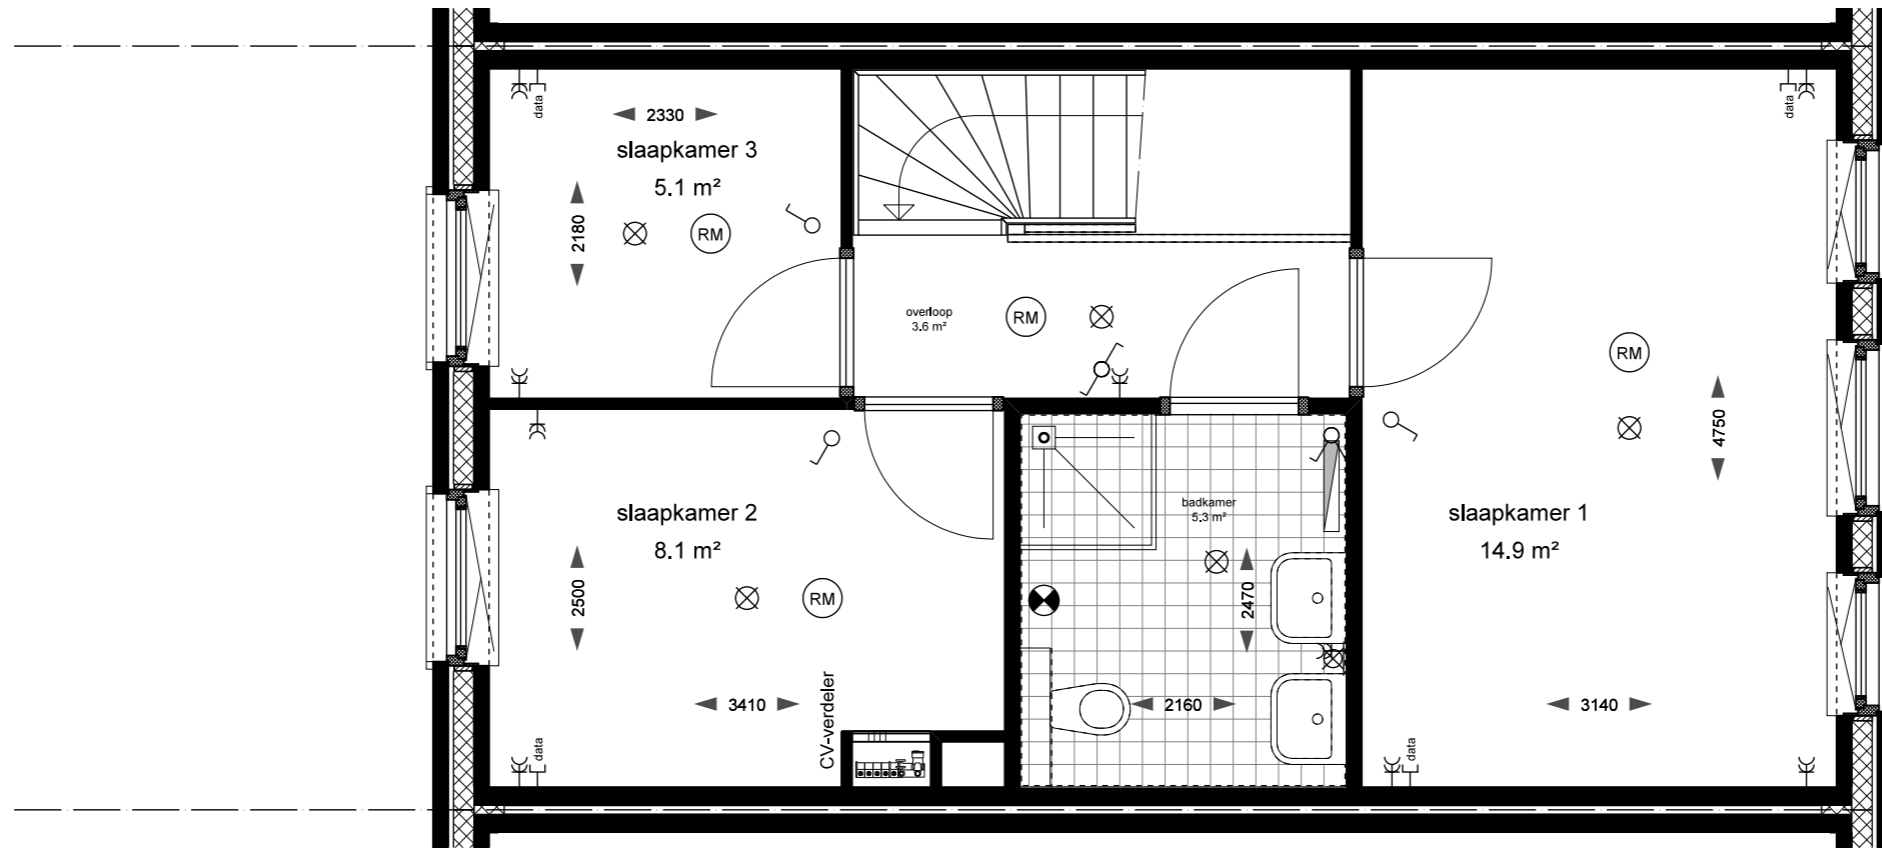 data
2330
slaapkamer 3
5.1 m²
2180
RM
data
overloop
3.6 m²
RM
RM
4750
slaapkamer 2
8.1 m²
2500
RM
3410
CV-verdeler
data
badkamer
5.3 m²
2470
2160
slaapkamer 1
14.9 m²
3140
data